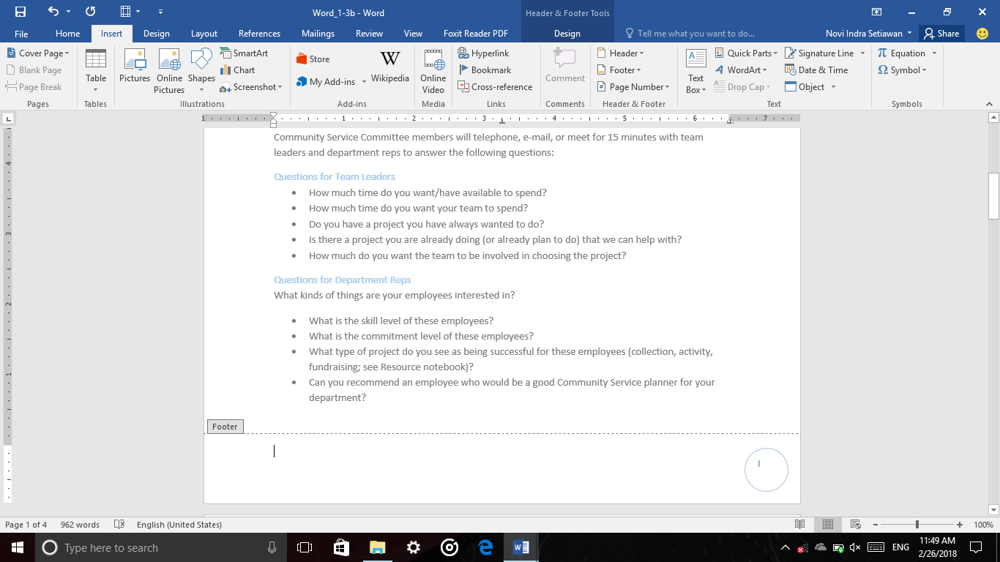 Word_1-3b - Word
Header & Footer Tools
File Home Insert Design Layout References Mailings Review View Foxit Reader PDF Design Tell me what you want to do... Novi Indra Setiawan Share
Cover Page
Blank Page
Page Break
Pages
Table
Tables
Pictures
Online Pictures
Shapes
SmartArt
Chart
Screenshot
Illustrations
Store
My Add-ins
W
Wikipedia
Add-ins
Online Video
Media
Hyperlink
Bookmark
Cross-reference
Links
Comment
Comments
Header
Footer
Page Number
Header & Footer
A
Text Box
Quick Parts
A WordArt
Drop Cap
Signature Line
Date & Time
Object
Text
π Equation
Ω Symbol
Symbols
L
1 1 2 3 4 5 6 7
4
3
2
1
Community Service Committee members will telephone, e-mail, or meet for 15 minutes with team
leaders and department reps to answer the following questions:
Questions for Team Leaders
• How much time do you want/have available to spend?
• How much time do you want your team to spend?
• Do you have a project you have always wanted to do?
• Is there a project you are already doing (or already plan to do) that we can help with?
• How much do you want the team to be involved in choosing the project?
Questions for Department Reps
What kinds of things are your employees interested in?
• What is the skill level of these employees?
• What is the commitment level of these employees?
• What type of project do you see as being successful for these employees (collection, activity,
fundraising; see Resource notebook)?
• Can you recommend an employee who would be a good Community Service planner for your
department?
Footer
I
Page 1 of 4 962 words English (United States) 100%
Type here to search
ENG
11:49 AM
2/26/2018